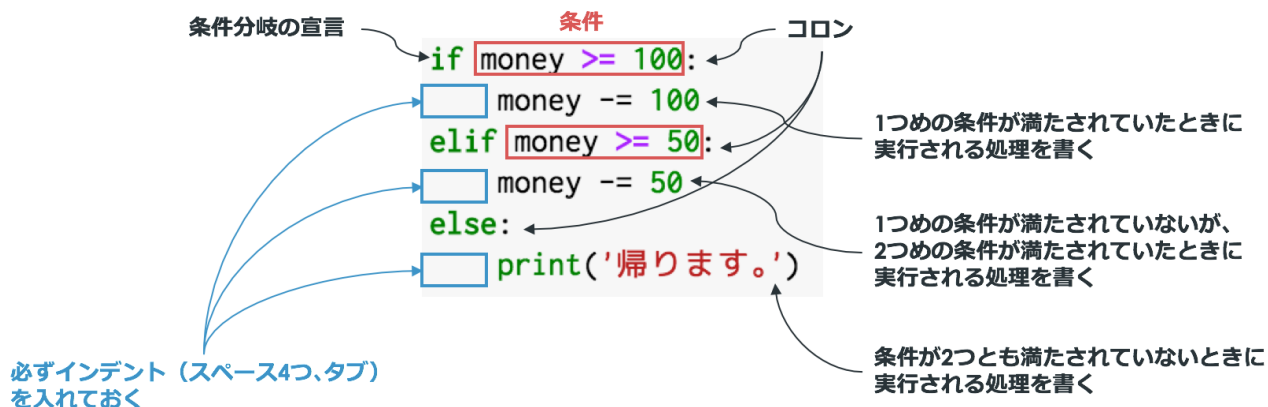 条件分岐の宣言
条件
コロン
if money >= 100:
money -= 100
elif money >= 50:
money -= 50
else:
print('帰ります。')
1つめの条件が満たされていたときに
実行される処理を書く
1つめの条件が満たされていないが、
2つめの条件が満たされていたときに
実行される処理を書く
条件が2つとも満たされていないときに
実行される処理を書く
必ずインデント（スペース4つ、タブ）
を入れておく